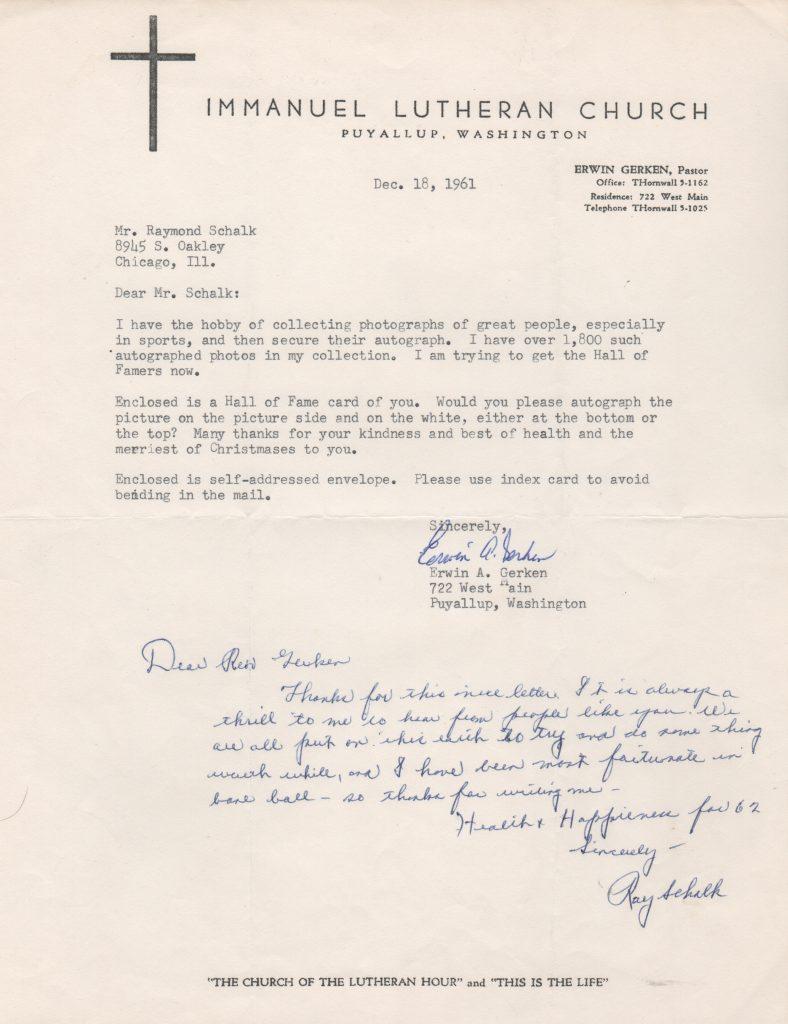 IMMANUEL LUTHERAN CHURCH
PUYALLUP, WASHINGTON
ERWIN GERKEN, Pastor
Office: THornwall 5-1162
Residence: 722 West Main
Telephone THornwall 5-1025
Dec. 18, 1961
Mr. Raymond Schalk
8945 S. Oakley
Chicago, Ill.
Dear Mr. Schalk:
I have the hobby of collecting photographs of great people, especially
in sports, and then secure their autograph. I have over 1,800 such
autographed photos in my collection. I am trying to get the Hall of
Famers now.
Enclosed is a Hall of Fame card of you. Would you please autograph the
picture on the picture side and on the white, either at the bottom or
the top? Many thanks for your kindness and best of health and the
merriest of Christmases to you.
Enclosed is self-addressed envelope. Please use index card to avoid
bending in the mail.
Sincerely,
Erwin A. Gerken
Erwin A. Gerken
722 West Main
Puyallup, Washington
Dear Rev Gerken
Thanks for this nice letter. It is always a
thrill to me to hear from people like you. We
are all put on this earth to try and do some thing
worth while, and I have been most fortunate in
base ball - so thanks for writing me -
Health & Happiness for 62
Sincerely -
Ray Schalk
"THE CHURCH OF THE LUTHERAN HOUR" and "THIS IS THE LIFE"